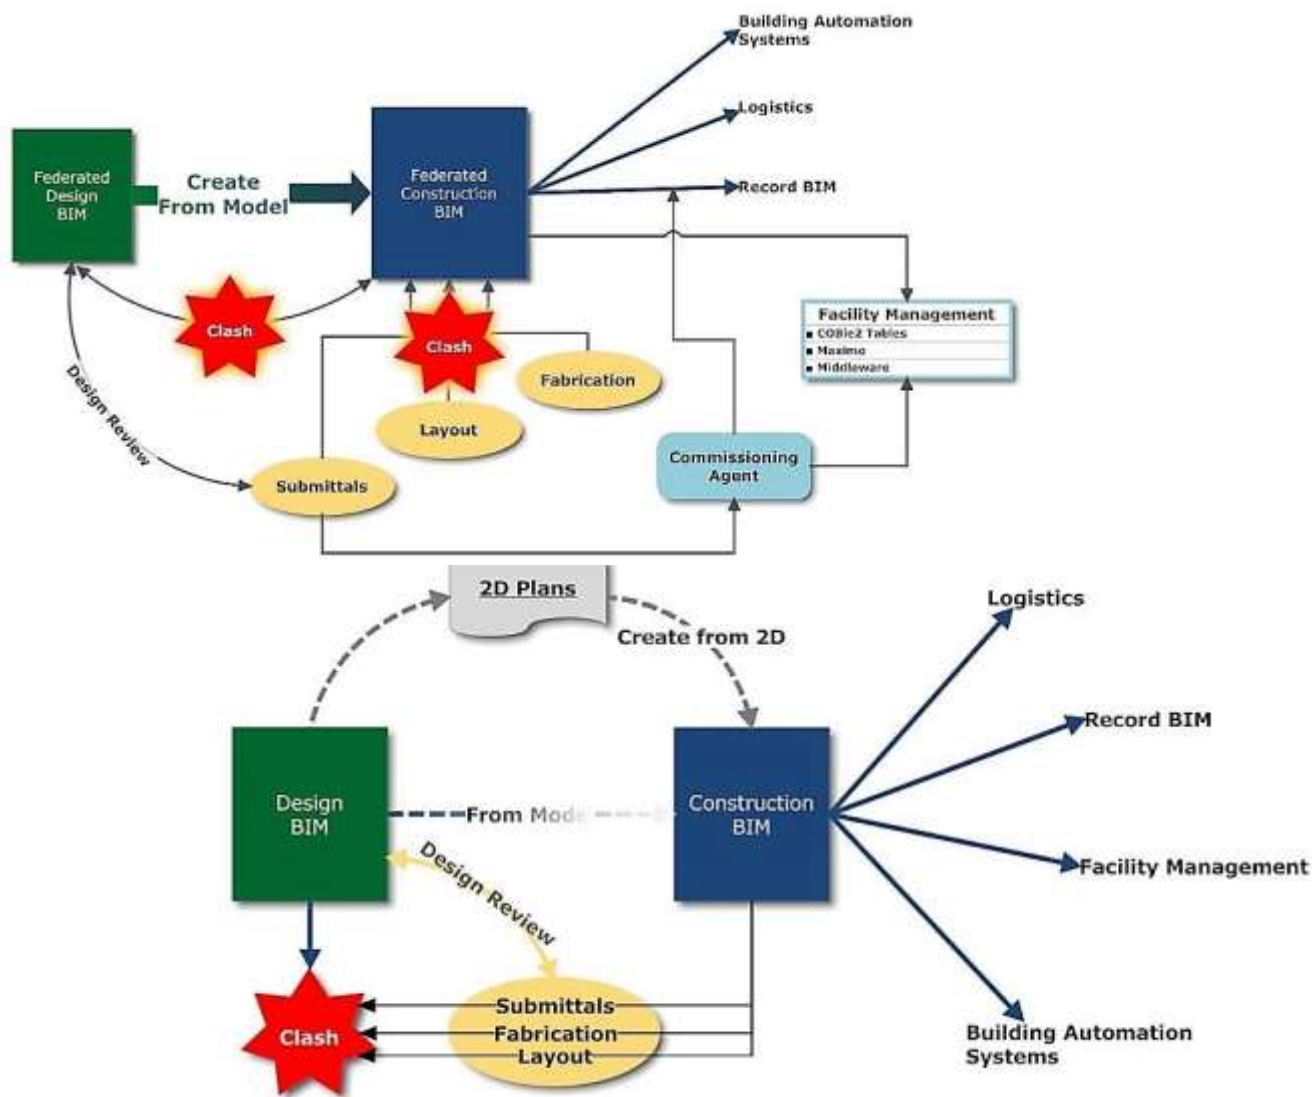 Building Automation
Systems
Logistics
Record BIM
Federated
Design
BIM
Create
From Model
Federated
Construction
BIM
Clash
Clash
Facility Management
COBie2 Tables
Maximo
Middleware
Fabrication
Layout
Design Review
Submittals
Commissioning
Agent
2D Plans
Create from 2D
Logistics
Record BIM
Design
BIM
From Mode
Construction
BIM
Design Review
Facility Management
Submittals
Fabrication
Layout
Clash
Building Automation
Systems